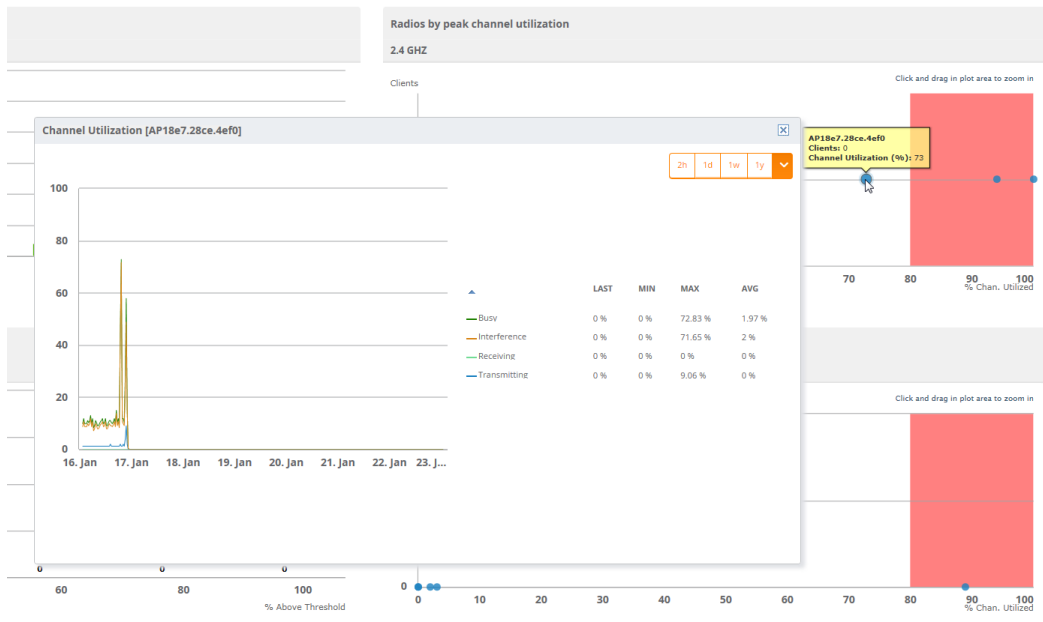 Radios by peak channel utilization
2.4 GHZ
Clients
Click and drag in plot area to zoom in
Channel Utilization [AP18e7.28ce.4ef0]
AP18e7.28ce.4ef0
Clients: 0
Channel Utilization (%): 73
2h 1d 1w 1y
100
80
60
40
20
0
16. Jan 17. Jan 18. Jan 19. Jan 20. Jan 21. Jan 22. Jan 23. J...
LAST MIN MAX AVG
Busy 0 % 0 % 72.83 % 1.97 %
Interference 0 % 0 % 71.65 % 2 %
Receiving 0 % 0 % 0 % 0 %
Transmitting 0 % 0 % 9.06 % 0 %
70 80 90 100
% Chan. Utilized
Click and drag in plot area to zoom in
0 0 0
60 80 100
% Above Threshold
0
0 10 20 30 40 50 60 70 80 90 100
% Chan. Utilized